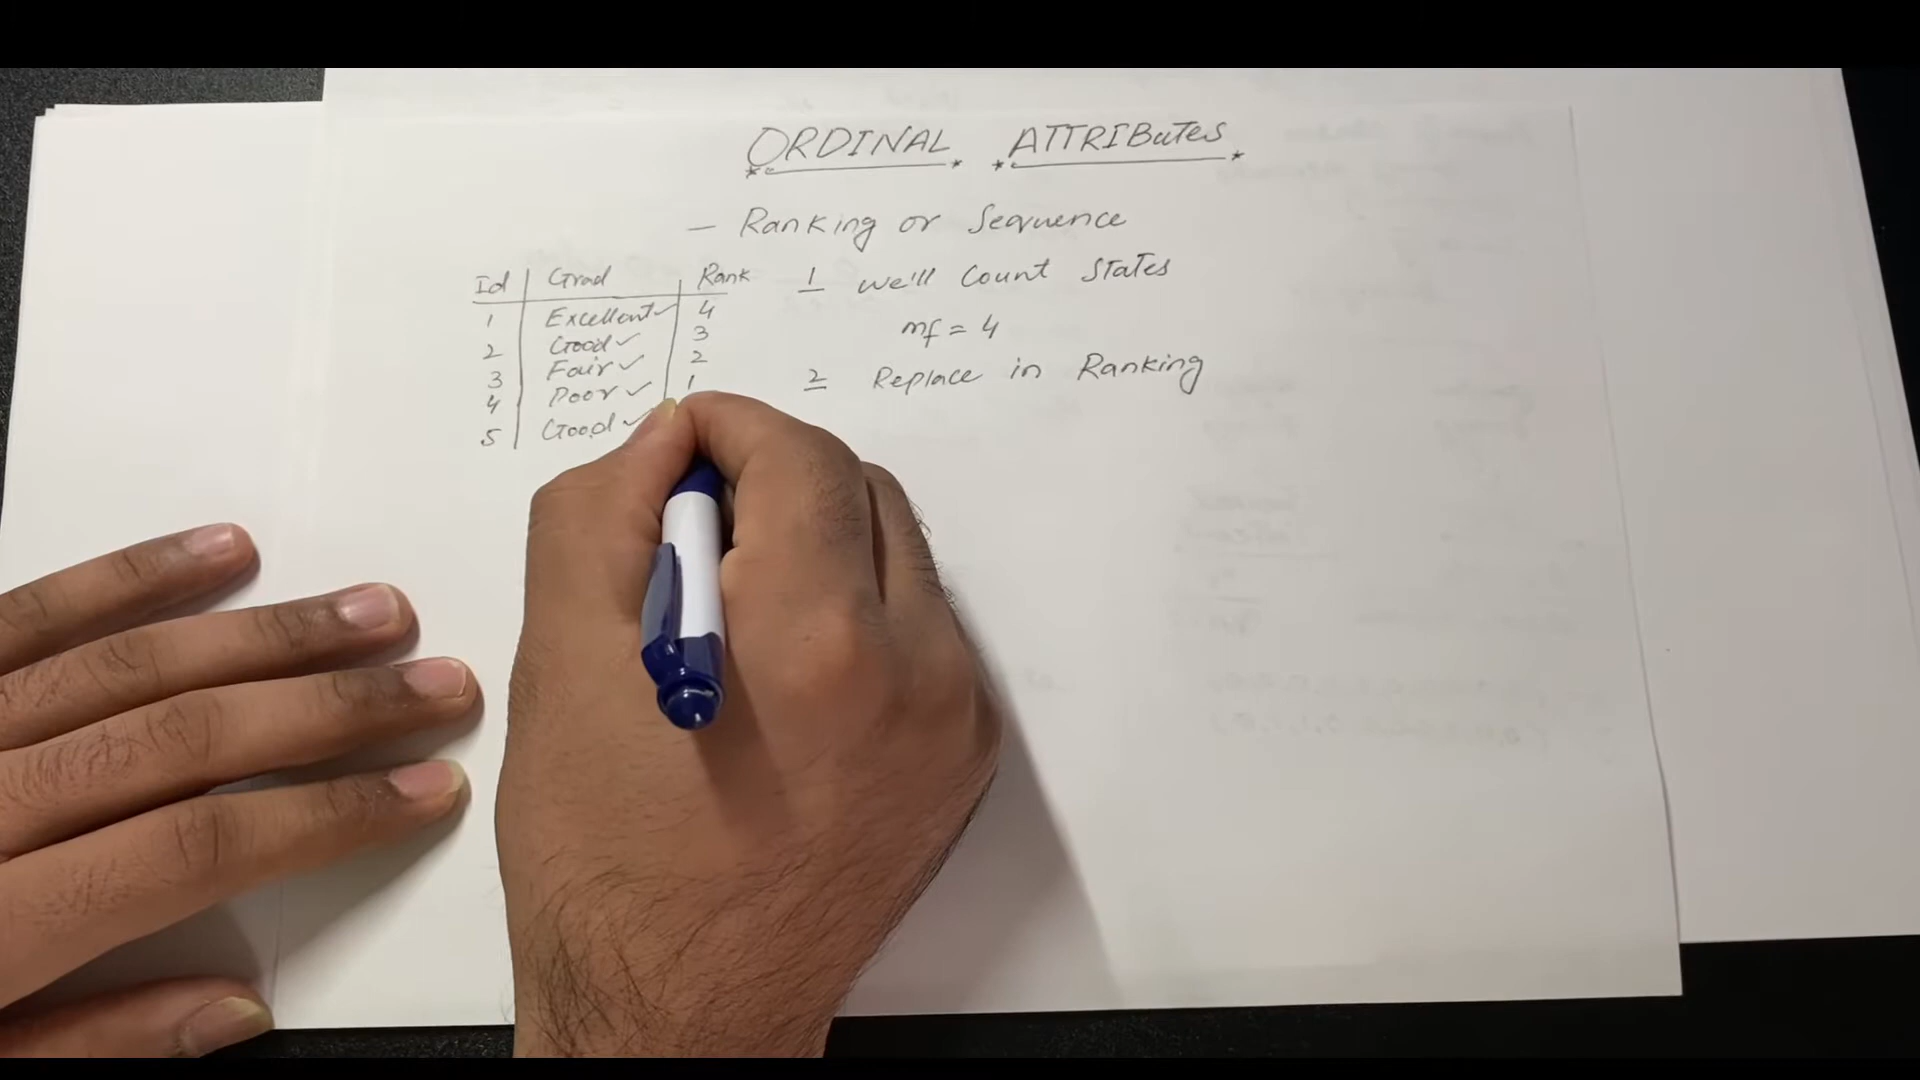 ORDINAL ATTRIButes
- Ranking or Sequence
Id Grad Rank
1 Excellent ✓ 4
2 Good ✓ 3
3 Fair ✓ 2
4 Poor ✓ 1
5 Good ✓
1 we'll Count States
mf = 4
2 Replace in Ranking